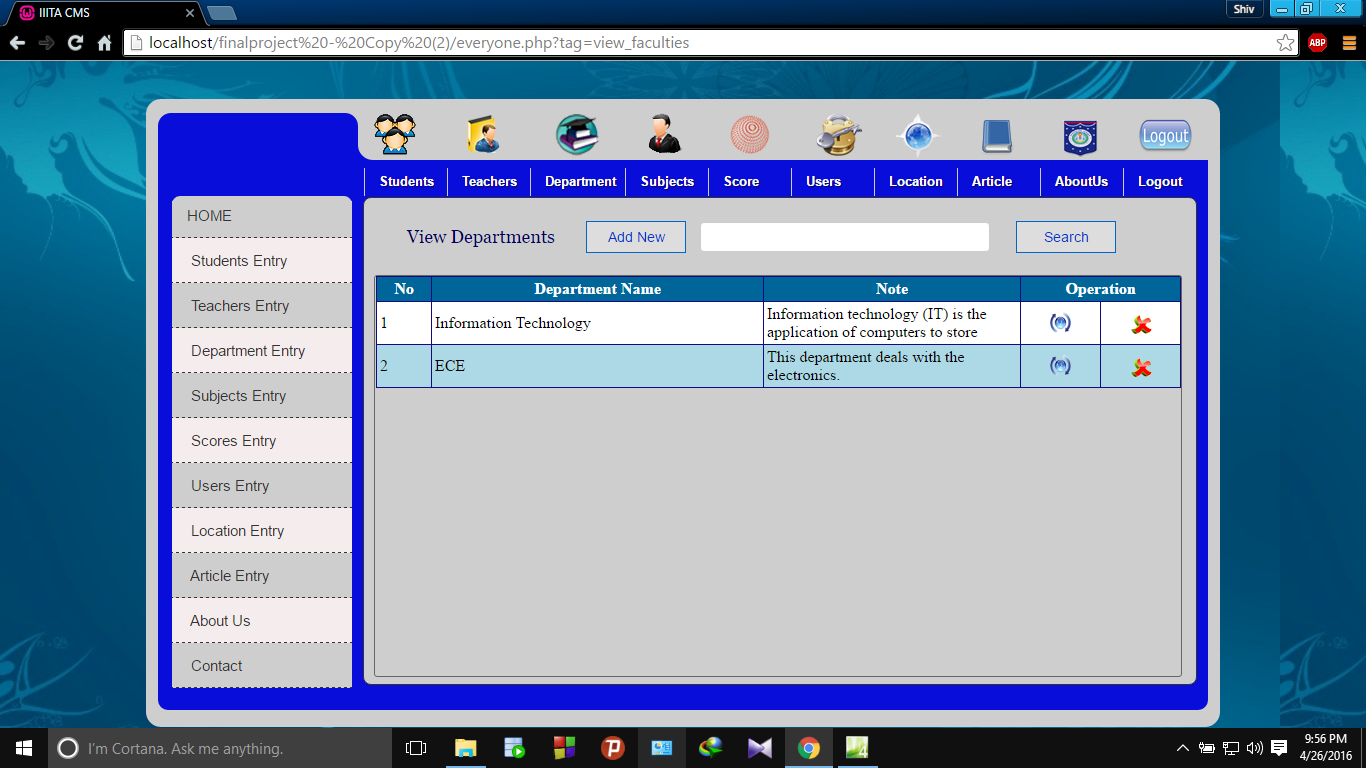 IIITA CMS
Shiv
localhost/finalproject%20-%20Copy%20(2)/everyone.php?tag=view_faculties
ABP
Logout
Students Teachers Department Subjects Score Users Location Article AboutUs Logout
HOME
Students Entry
Teachers Entry
Department Entry
Subjects Entry
Scores Entry
Users Entry
Location Entry
Article Entry
About Us
Contact
View Departments Add New Search
No Department Name Note Operation
1 Information Technology Information technology (IT) is the
application of computers to store
2 ECE This department deals with the
electronics.
I'm Cortana. Ask me anything.
9:56 PM
4/26/2016